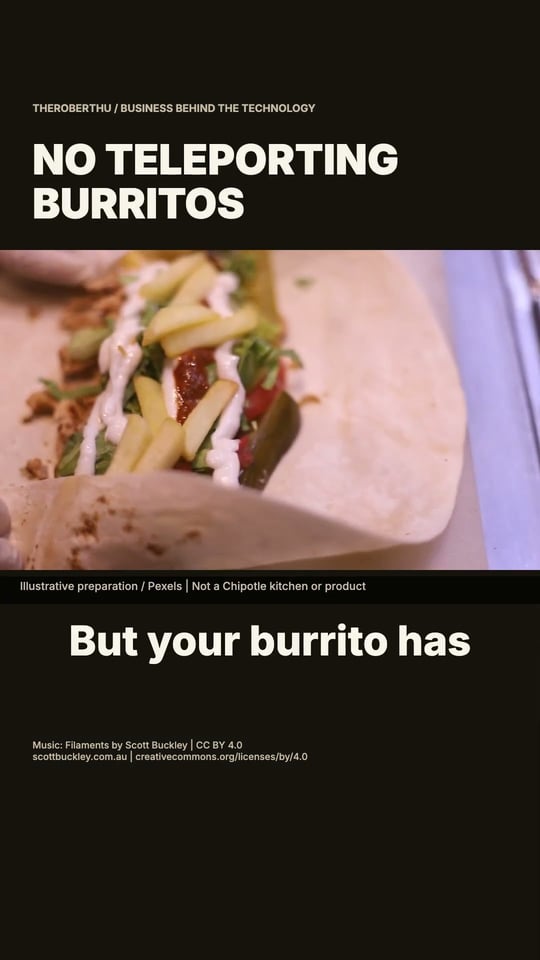 THEROBERTHU / BUSINESS BEHIND THE TECHNOLOGY
NO TELEPORTING
BURRITOS
Illustrative preparation / Pexels | Not a Chipotle kitchen or product
But your burrito has
Music: Filaments by Scott Buckley | CC BY 4.0
scottbuckley.com.au | creativecommons.org/licenses/by/4.0